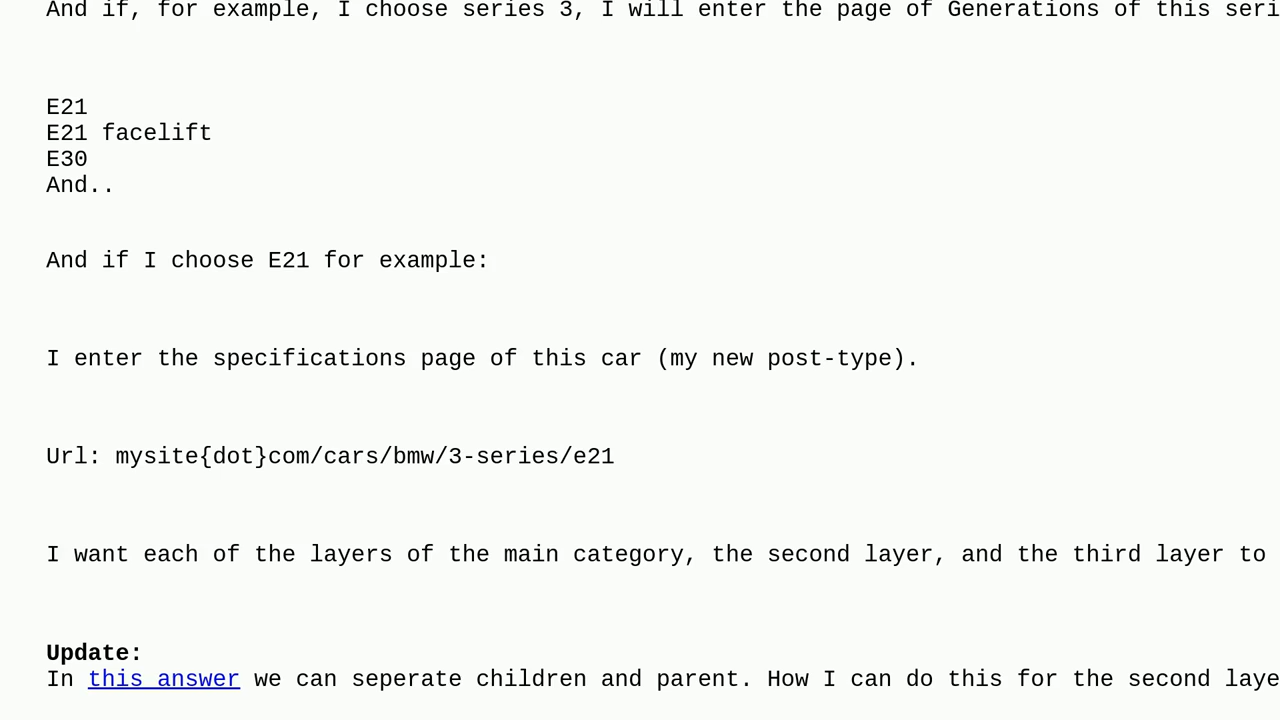 And if, for example, I choose series 3, I will enter the page of Generations of this
E21
E21 facelift
E30
And..
And if I choose E21 for example:
I enter the specifications page of this car (my new post-type).
Url: mysite{dot}com/cars/bmw/3-series/e21
I want each of the layers of the main category, the second layer, and the third layer to
Update:
In this answer we can seperate children and parent. How I can do this for the second